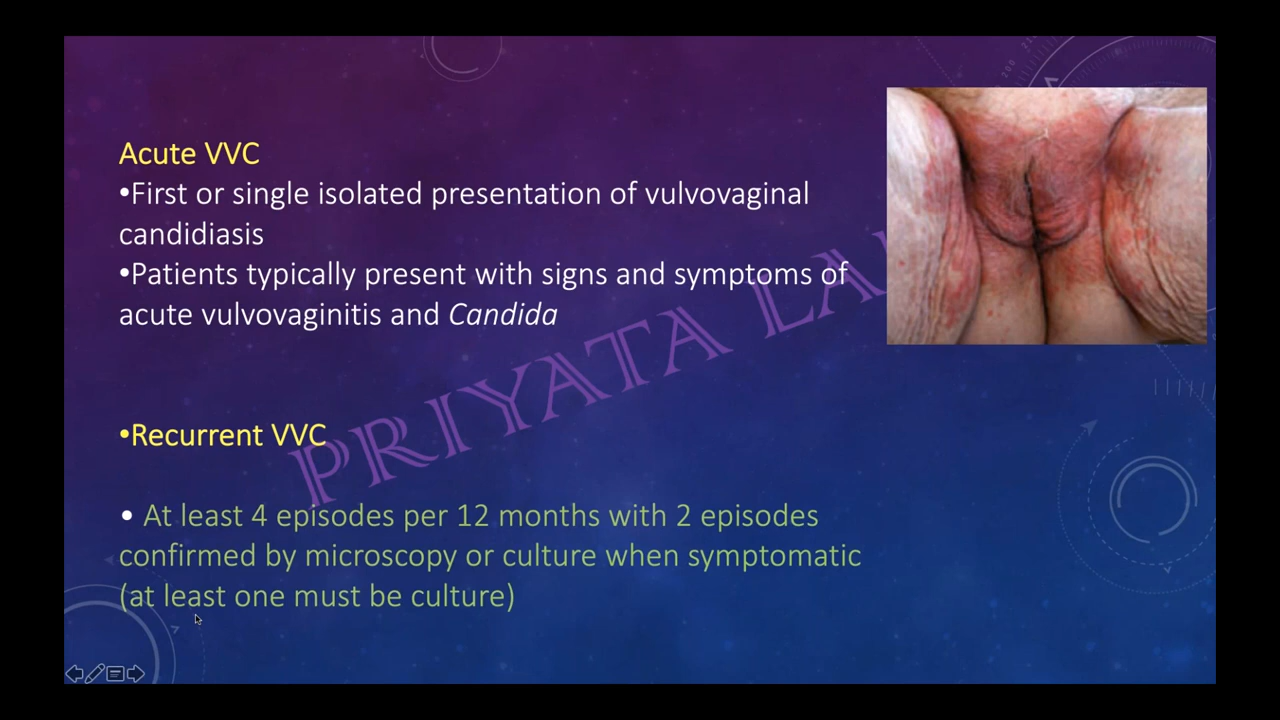 Acute VVC
•First or single isolated presentation of vulvovaginal
candidiasis
•Patients typically present with signs and symptoms of
acute vulvovaginitis and Candida
•Recurrent VVC
• At least 4 episodes per 12 months with 2 episodes
confirmed by microscopy or culture when symptomatic
(at least one must be culture)
PRIYATA
200